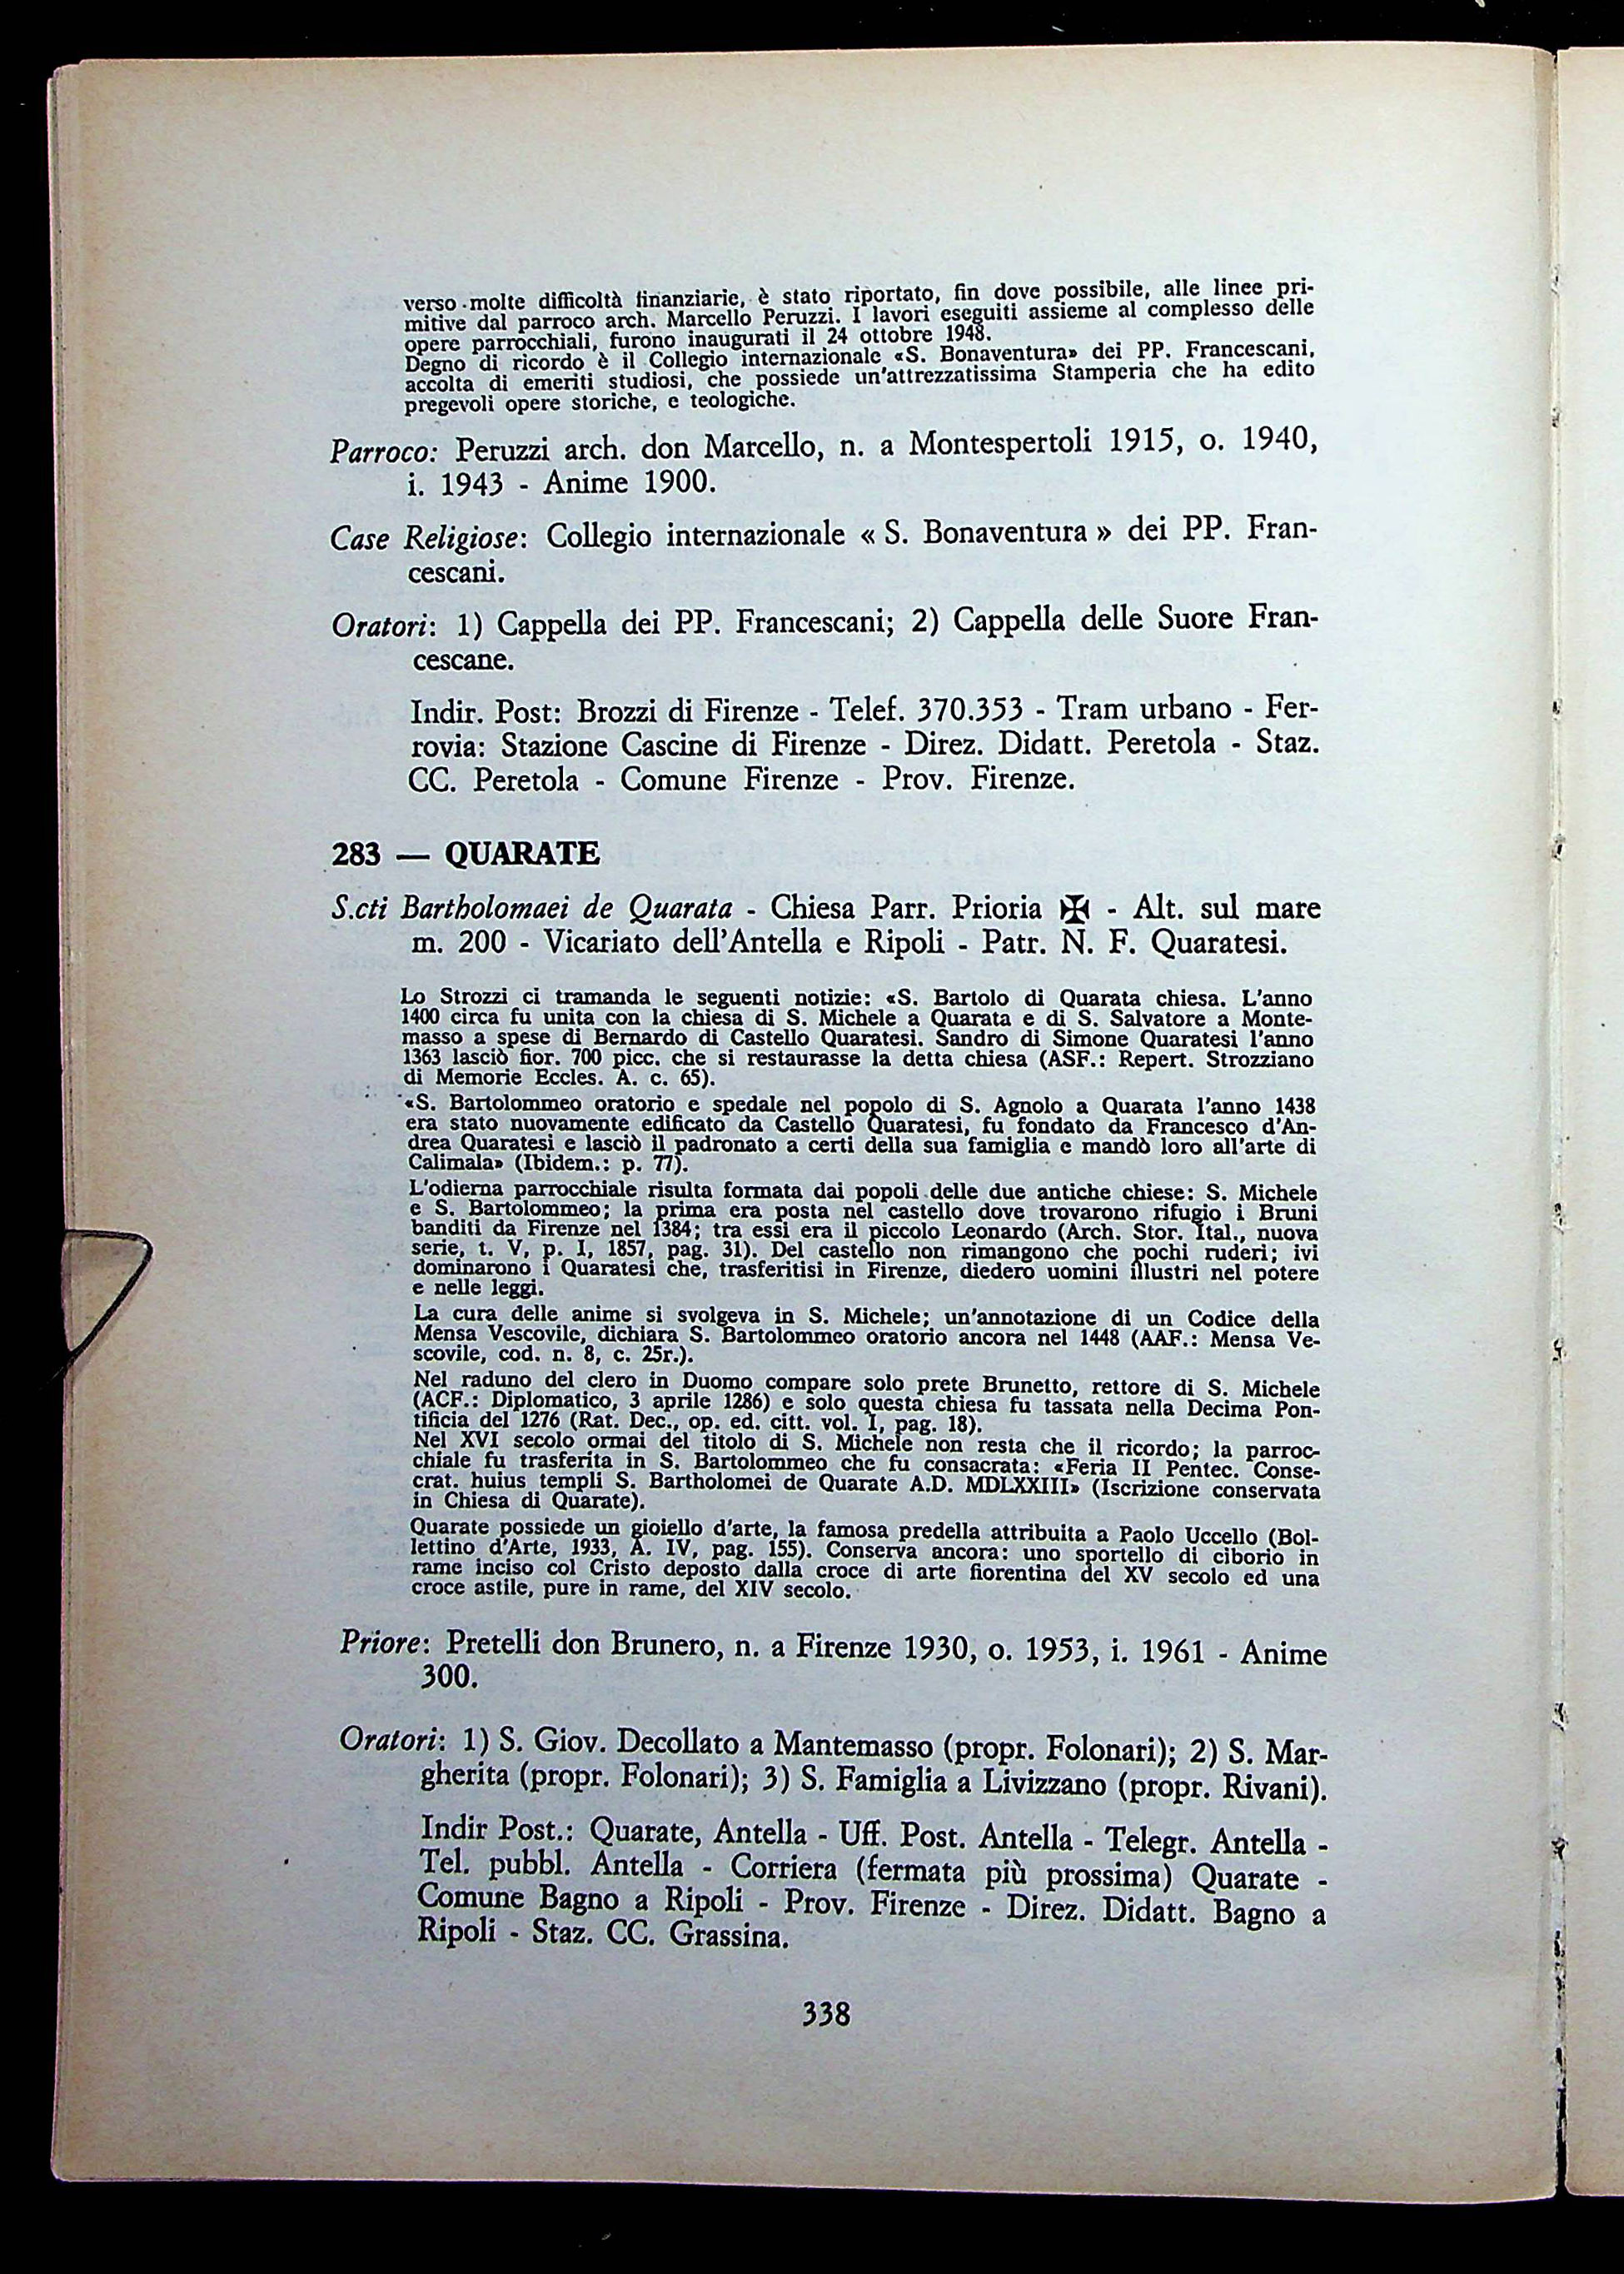 verso molte difficoltà finanziarie, è stato riportato, fin dove possibile, alle linee pri-
mitive dal parroco arch. Marcello Peruzzi. I lavori eseguiti assieme al complesso delle
opere parrocchiali, furono inaugurati il 24 ottobre 1948.
Degno di ricordo è il Collegio internazionale «S. Bonaventura» dei PP. Francescani,
accolta di emeriti studiosi, che possiede un'attrezzatissima Stamperia che ha edito
pregevoli opere storiche, e teologiche.
Parroco: Peruzzi arch. don Marcello, n. a Montespertoli 1915, o. 1940,
i. 1943 - Anime 1900.
Case Religiose: Collegio internazionale « S. Bonaventura » dei PP. Fran-
cescani.
Oratori: 1) Cappella dei PP. Francescani; 2) Cappella delle Suore Fran-
cescane.
Indir. Post: Brozzi di Firenze - Telef. 370.353 - Tram urbano - Fer-
rovia: Stazione Cascine di Firenze - Direz. Didatt. Peretola - Staz.
CC. Peretola - Comune Firenze - Prov. Firenze.
283 — QUARATE
S.cti Bartholomaei de Quarata - Chiesa Parr. Prioria ✠ - Alt. sul mare
m. 200 - Vicariato dell'Antella e Ripoli - Patr. N. F. Quaratesi.
Lo Strozzi ci tramanda le seguenti notizie: «S. Bartolo di Quarata chiesa. L'anno
1400 circa fu unita con la chiesa di S. Michele a Quarata e di S. Salvatore a Monte-
masso a spese di Bernardo di Castello Quaratesi. Sandro di Simone Quaratesi l'anno
1363 lasciò fior. 700 picc. che si restaurasse la detta chiesa (ASF.: Repert. Strozziano
di Memorie Eccles. A. c. 65).
«S. Bartolommeo oratorio e spedale nel popolo di S. Agnolo a Quarata l'anno 1438
era stato nuovamente edificato da Castello Quaratesi, fu fondato da Francesco d'An-
drea Quaratesi e lasciò il padronato a certi della sua famiglia e mandò loro all'arte di
Calimala» (Ibidem.: p. 77).
L'odierna parrocchiale risulta formata dai popoli delle due antiche chiese: S. Michele
e S. Bartolommeo; la prima era posta nel castello dove trovarono rifugio i Bruni
banditi da Firenze nel 1384; tra essi era il piccolo Leonardo (Arch. Stor. Ital., nuova
serie, t. V, p. I, 1857, pag. 31). Del castello non rimangono che pochi ruderi; ivi
dominarono i Quaratesi che, trasferitisi in Firenze, diedero uomini illustri nel potere
e nelle leggi.
La cura delle anime si svolgeva in S. Michele; un'annotazione di un Codice della
Mensa Vescovile, dichiara S. Bartolommeo oratorio ancora nel 1448 (AAF.: Mensa Ve-
scovile, cod. n. 8, c. 25r.).
Nel raduno del clero in Duomo compare solo prete Brunetto, rettore di S. Michele
(ACF.: Diplomatico, 3 aprile 1286) e solo questa chiesa fu tassata nella Decima Pon-
tificia del 1276 (Rat. Dec., op. ed. citt. vol. I, pag. 18).
Nel XVI secolo ormai del titolo di S. Michele non resta che il ricordo; la parroc-
chiale fu trasferita in S. Bartolommeo che fu consacrata: «Feria II Pentec. Conse-
crat. huius templi S. Bartholomei de Quarate A.D. MDLXXIII» (Iscrizione conservata
in Chiesa di Quarate).
Quarate possiede un gioiello d'arte, la famosa predella attribuita a Paolo Uccello (Bol-
lettino d'Arte, 1933, A. IV, pag. 155). Conserva ancora: uno sportello di ciborio in
rame inciso col Cristo deposto dalla croce di arte fiorentina del XV secolo ed una
croce astile, pure in rame, del XIV secolo.
Priore: Pretelli don Brunero, n. a Firenze 1930, o. 1953, i. 1961 - Anime
300.
Oratori: 1) S. Giov. Decollato a Mantemasso (propr. Folonari); 2) S. Mar-
gherita (propr. Folonari); 3) S. Famiglia a Livizzano (propr. Rivani).
Indir Post.: Quarate, Antella - Uff. Post. Antella - Telegr. Antella -
Tel. pubbl. Antella - Corriera (fermata più prossima) Quarate -
Comune Bagno a Ripoli - Prov. Firenze - Direz. Didatt. Bagno a
Ripoli - Staz. CC. Grassina.
338